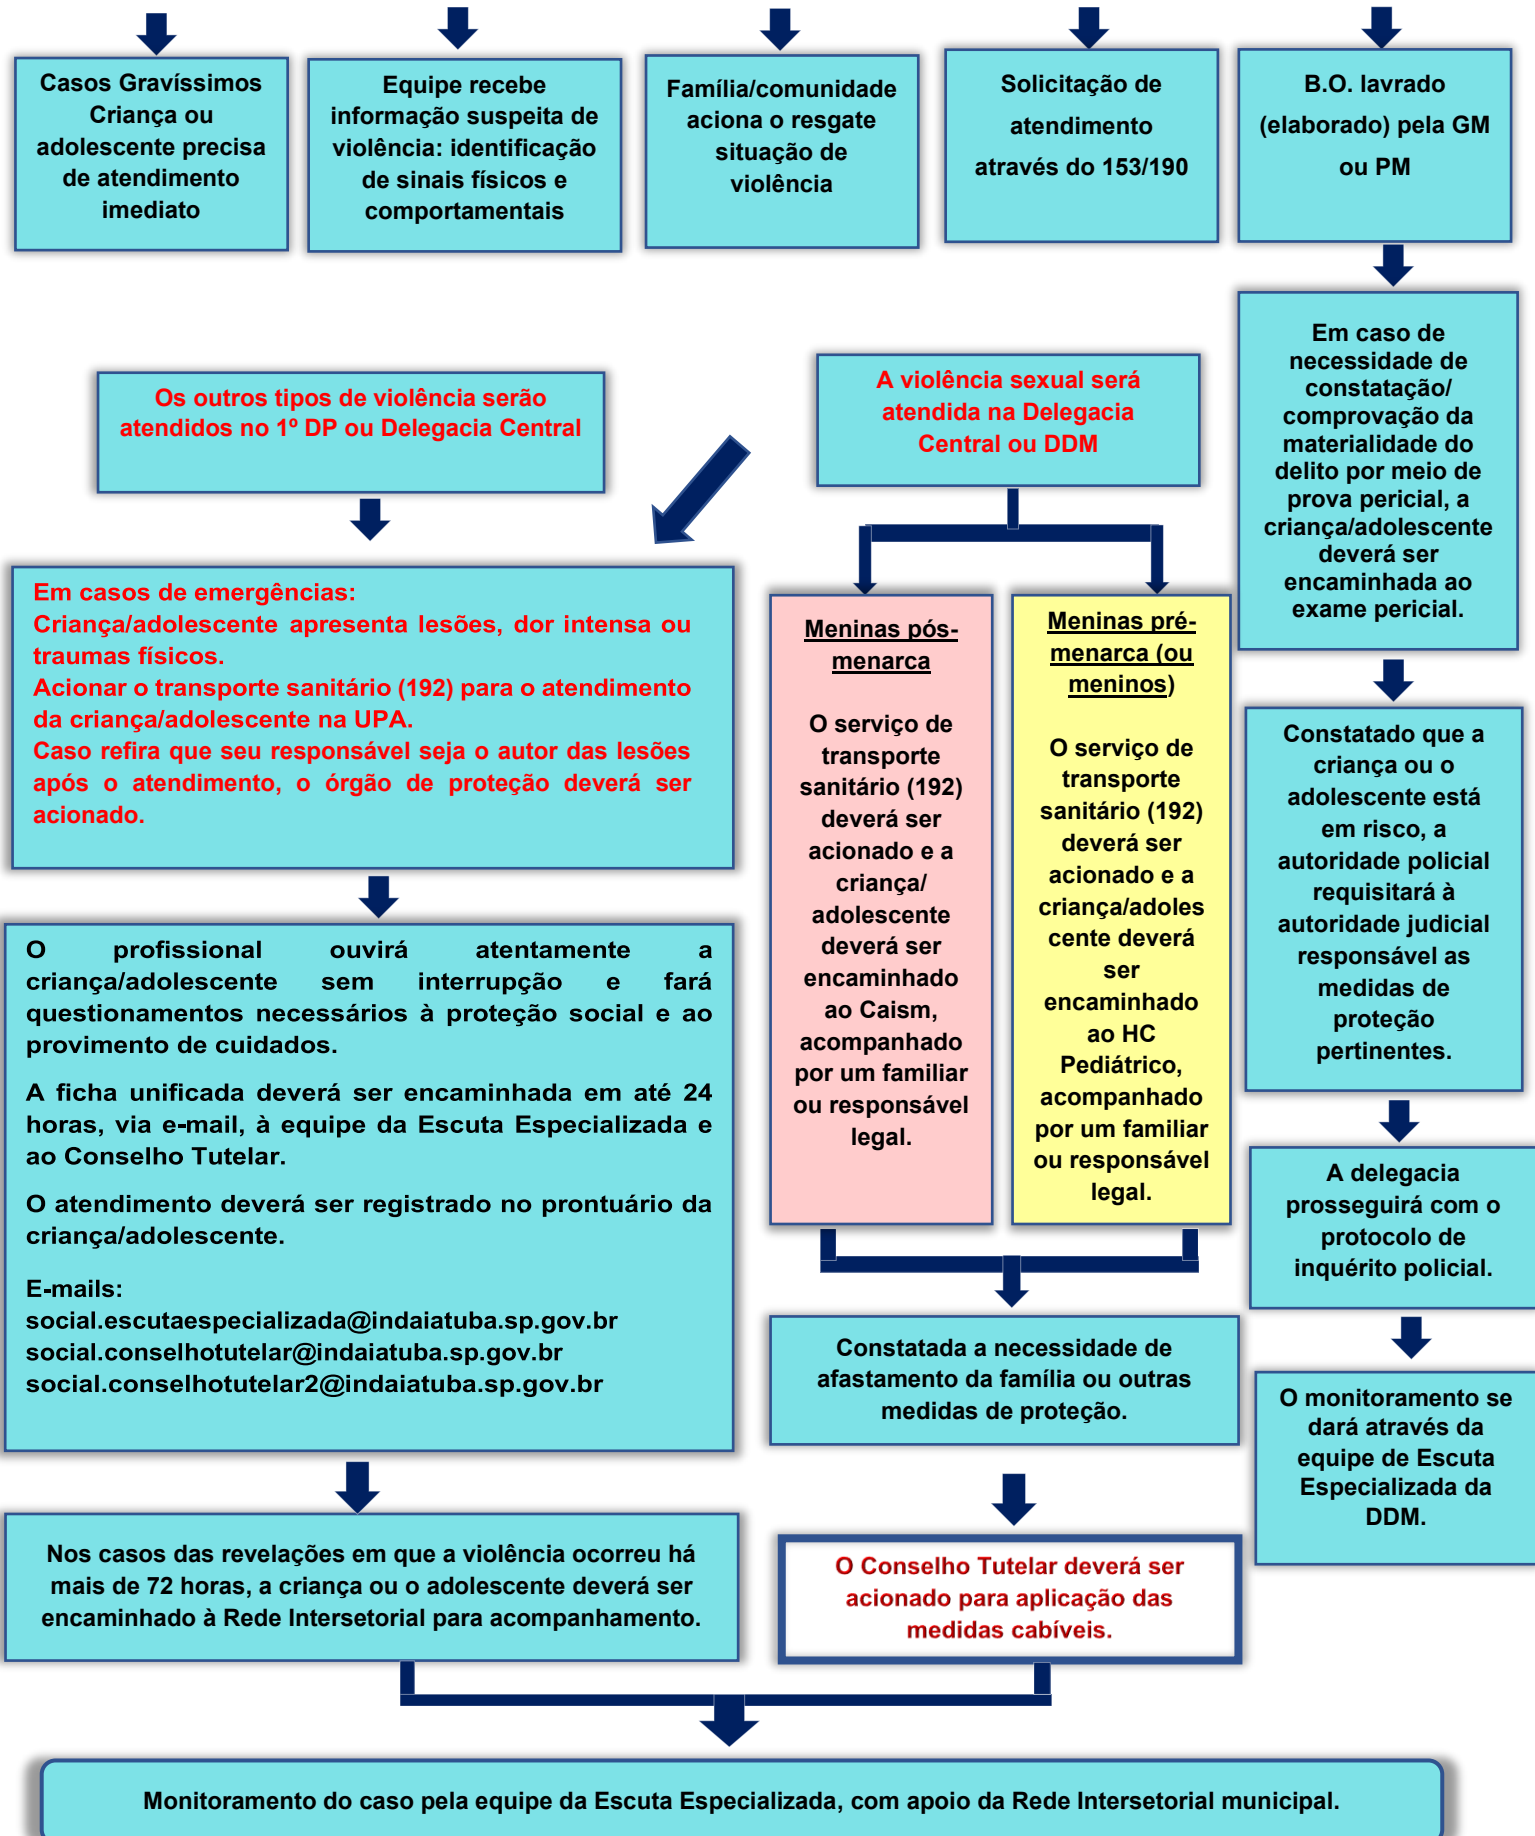 Casos Gravíssimos
Criança ou
adolescente precisa
de atendimento
imediato
Equipe recebe
informação suspeita de
violência: identificação
de sinais físicos e
comportamentais
Família/comunidade
aciona o resgate
situação de
violência
Solicitação de
atendimento
através do 153/190
B.O. lavrado
(elaborado) pela GM
ou PM
Em caso de
necessidade de
constatação/
comprovação da
materialidade do
delito por meio de
prova pericial, a
criança/adolescente
deverá ser
encaminhada ao
exame pericial.
Os outros tipos de violência serão
atendidos no 1º DP ou Delegacia Central
A violência sexual será
atendida na Delegacia
Central ou DDM
Em casos de emergências:
Criança/adolescente apresenta lesões, dor intensa ou
traumas físicos.
Acionar o transporte sanitário (192) para o atendimento
da criança/adolescente na UPA.
Caso refira que seu responsável seja o autor das lesões
após o atendimento, o órgão de proteção deverá ser
acionado.
Meninas pós-
menarca
O serviço de
transporte
sanitário (192)
deverá ser
acionado e a
criança/
adolescente
deverá ser
encaminhado
ao Caism,
acompanhado
por um familiar
ou responsável
legal.
Meninas pré-
menarca (ou
meninos)
O serviço de
transporte
sanitário (192)
deverá ser
acionado e a
criança/adoles
cente deverá
ser
encaminhado
ao HC
Pediátrico,
acompanhado
por um familiar
ou responsável
legal.
Constatado que a
criança ou o
adolescente está
em risco, a
autoridade policial
requisitará à
autoridade judicial
responsável as
medidas de
proteção
pertinentes.
O profissional ouvirá atentamente a
criança/adolescente sem interrupção e fará
questionamentos necessários à proteção social e ao
provimento de cuidados.
A ficha unificada deverá ser encaminhada em até 24
horas, via e-mail, à equipe da Escuta Especializada e
ao Conselho Tutelar.
O atendimento deverá ser registrado no prontuário da
criança/adolescente.
E-mails:
social.escutaespecializada@indaiatuba.sp.gov.br
social.conselhotutelar@indaiatuba.sp.gov.br
social.conselhotutelar2@indaiatuba.sp.gov.br
A delegacia
prosseguirá com o
protocolo de
inquérito policial.
Constatada a necessidade de
afastamento da família ou outras
medidas de proteção.
O monitoramento se
dará através da
equipe de Escuta
Especializada da
DDM.
Nos casos das revelações em que a violência ocorreu há
mais de 72 horas, a criança ou o adolescente deverá ser
encaminhado à Rede Intersetorial para acompanhamento.
O Conselho Tutelar deverá ser
acionado para aplicação das
medidas cabíveis.
Monitoramento do caso pela equipe da Escuta Especializada, com apoio da Rede Intersetorial municipal.